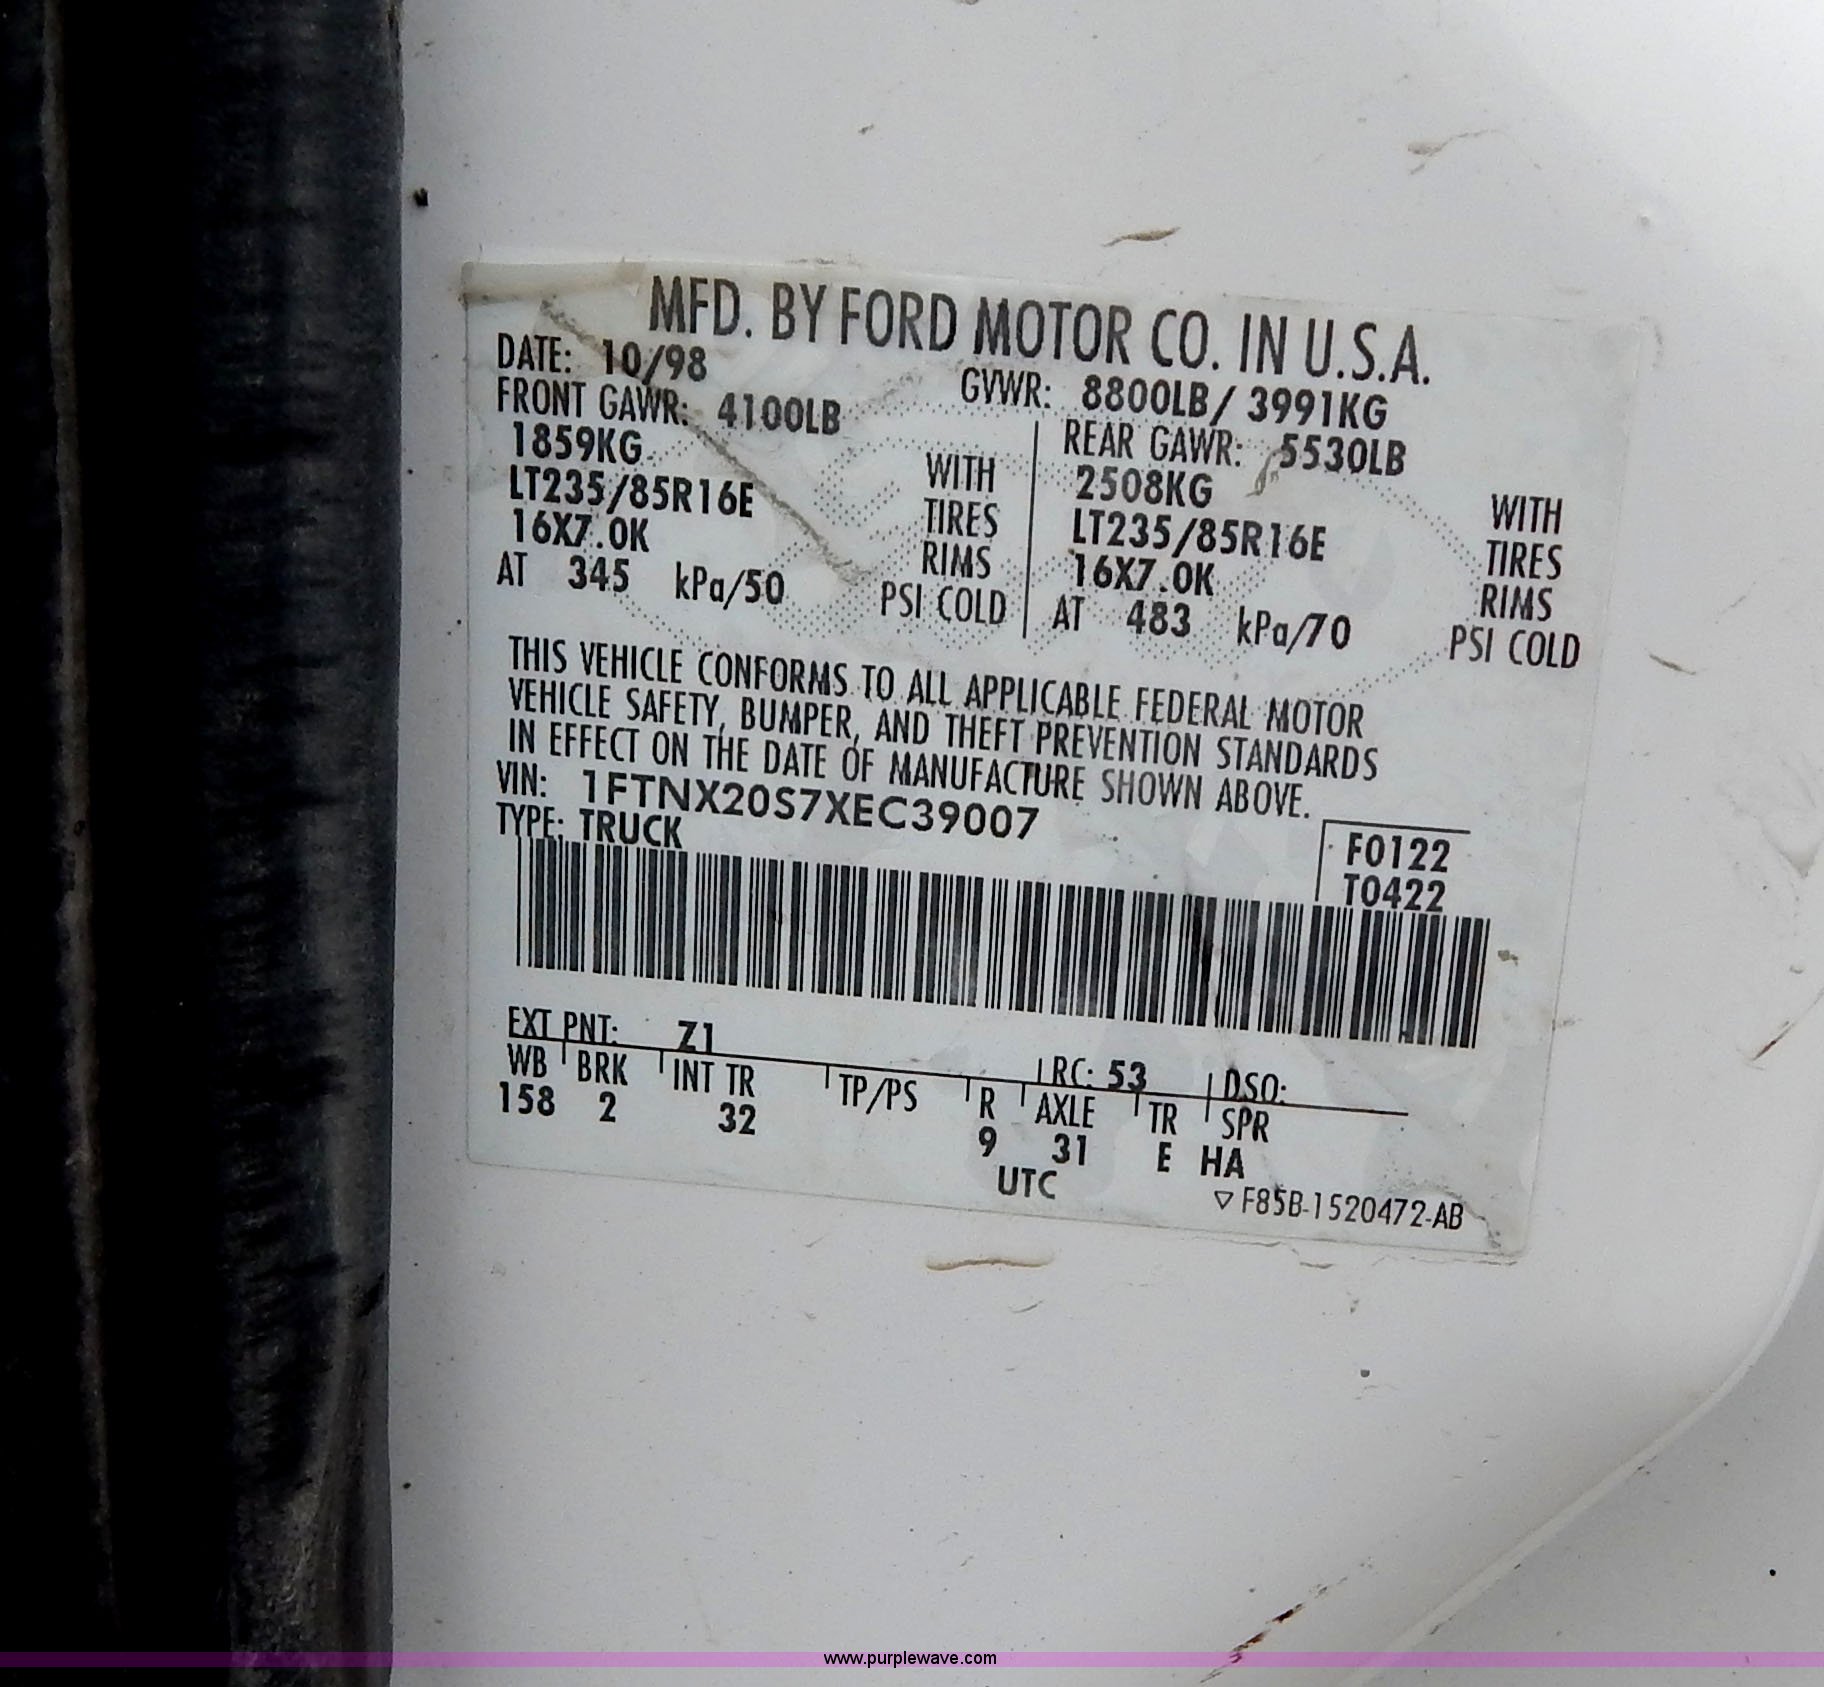 MFD. BY FORD MOTOR CO. IN U.S.A.
DATE: 10/98 GVWR: 8800LB/ 3991KG
FRONT GAWR: 4100LB REAR GAWR: 5530LB
1859KG WITH 2508KG WITH
LT235/85R16E TIRES LT235/85R16E TIRES
16X7.0K RIMS 16X7.0K RIMS
AT 345 kPa/50 PSI COLD AT 483 kPa/70 PSI COLD
THIS VEHICLE CONFORMS TO ALL APPLICABLE FEDERAL MOTOR
VEHICLE SAFETY, BUMPER, AND THEFT PREVENTION STANDARDS
IN EFFECT ON THE DATE OF MANUFACTURE SHOWN ABOVE.
VIN: 1FTNX20S7XEC39007
TYPE: TRUCK
F0122
T0422
EXT PNT: Z1 RC: 53 DSO:
WB BRK INT TR TP/PS R AXLE TR SPR
158 2 32 9 31 E HA
UTC
▽ F85B-1520472-AB
www.purplewave.com